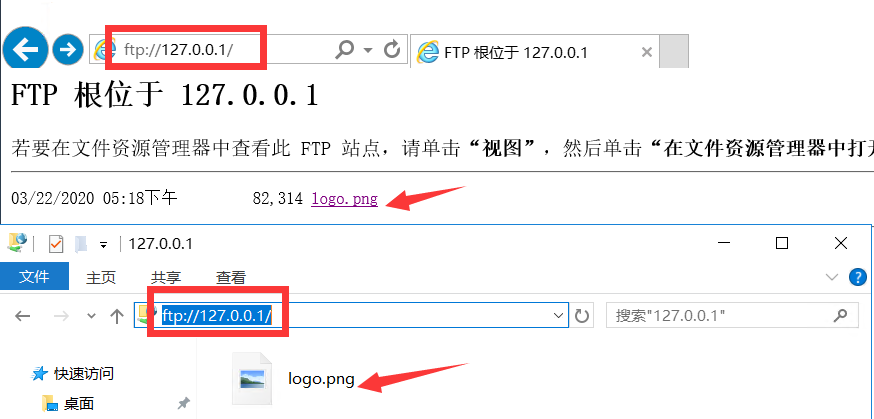 ftp://127.0.0.1/
FTP 根位于 127.0.0.1
FTP 根位于 127.0.0.1
若要在文件资源管理器中查看此 FTP 站点，请单击“视图”，然后单击“在文件资源管理器中打开
03/22/2020 05:18下午 82,314 logo.png
127.0.0.1
文件 主页 共享 查看
ftp://127.0.0.1/ 搜索"127.0.0.1"
快速访问
logo.png
桌面